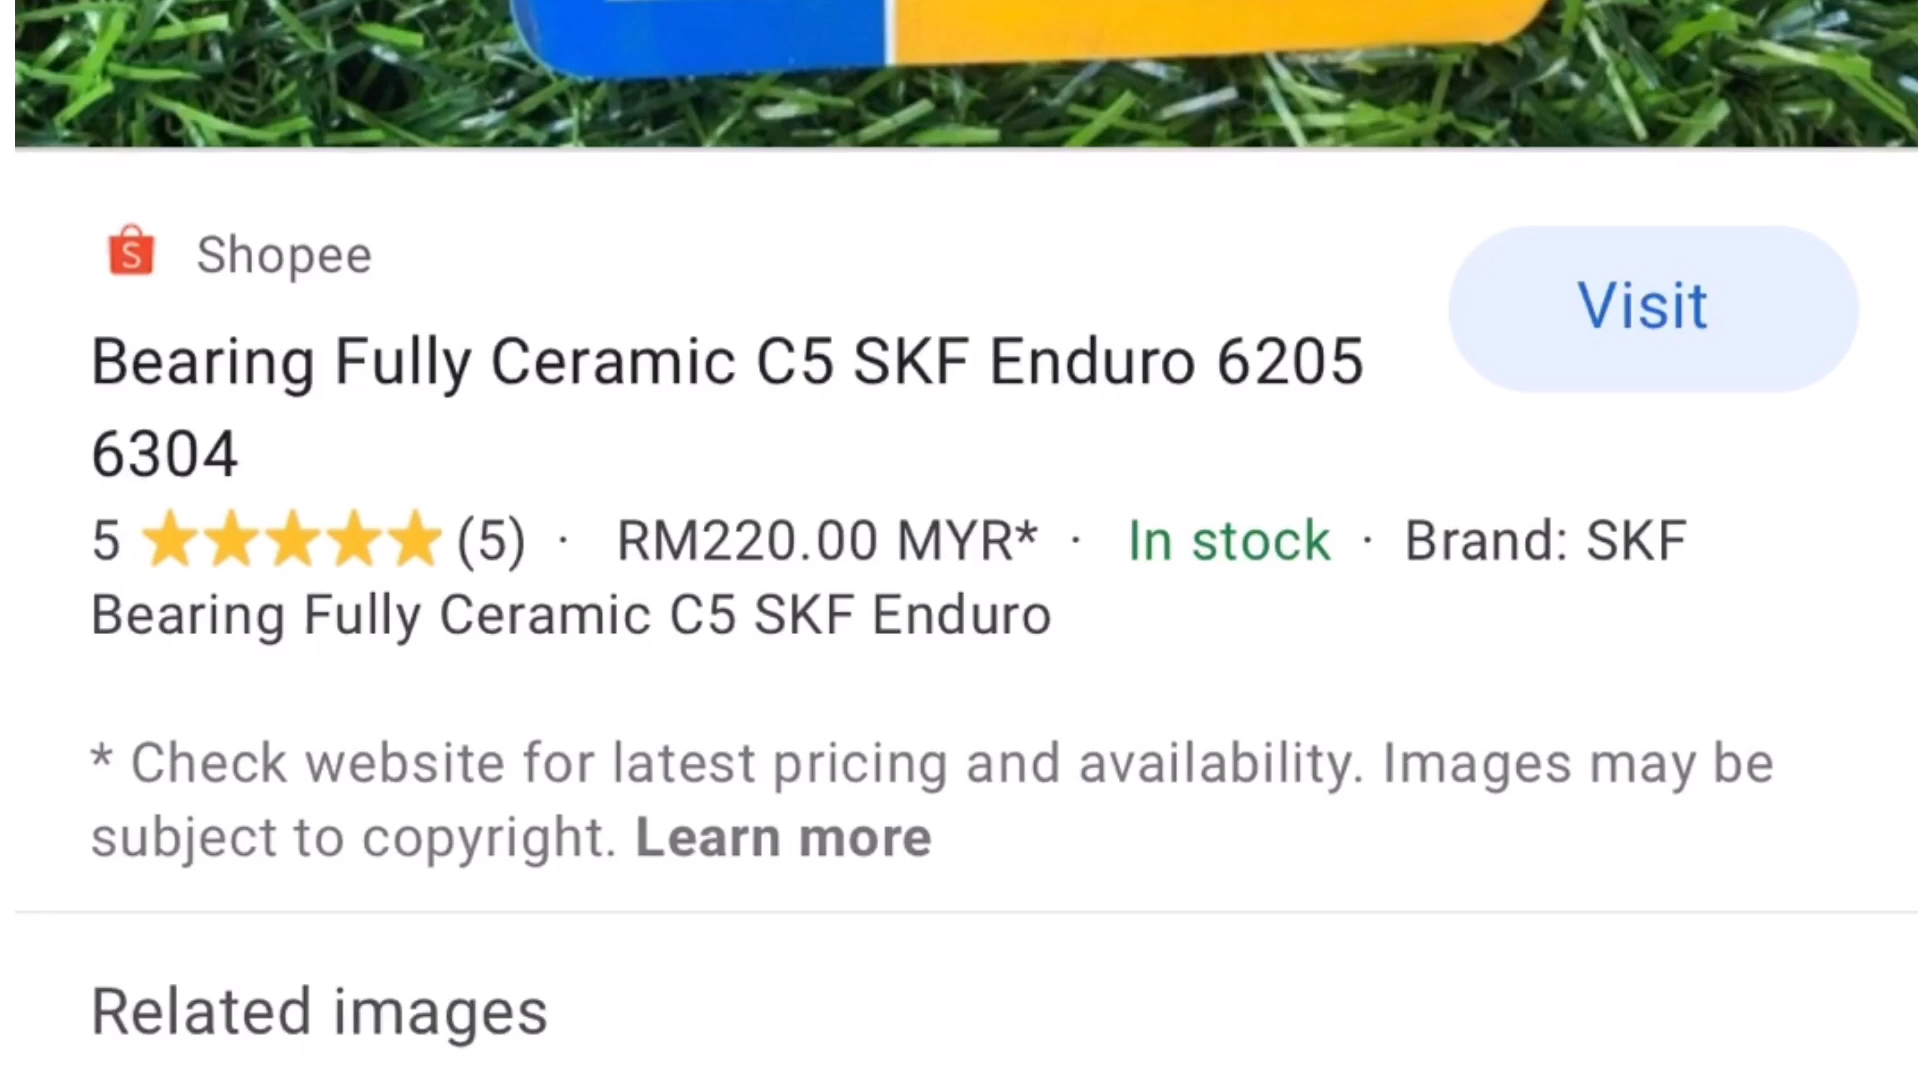 Shopee
Visit
Bearing Fully Ceramic C5 SKF Enduro 6205
6304
5 ★★★★★ (5) · RM220.00 MYR* · In stock · Brand: SKF
Bearing Fully Ceramic C5 SKF Enduro
* Check website for latest pricing and availability. Images may be
subject to copyright. Learn more
Related images